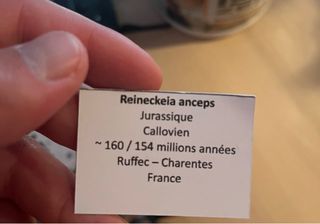 Reineckeia anceps
Jurassique
Callovien
~ 160 / 154 millions années
Ruffec – Charentes
France